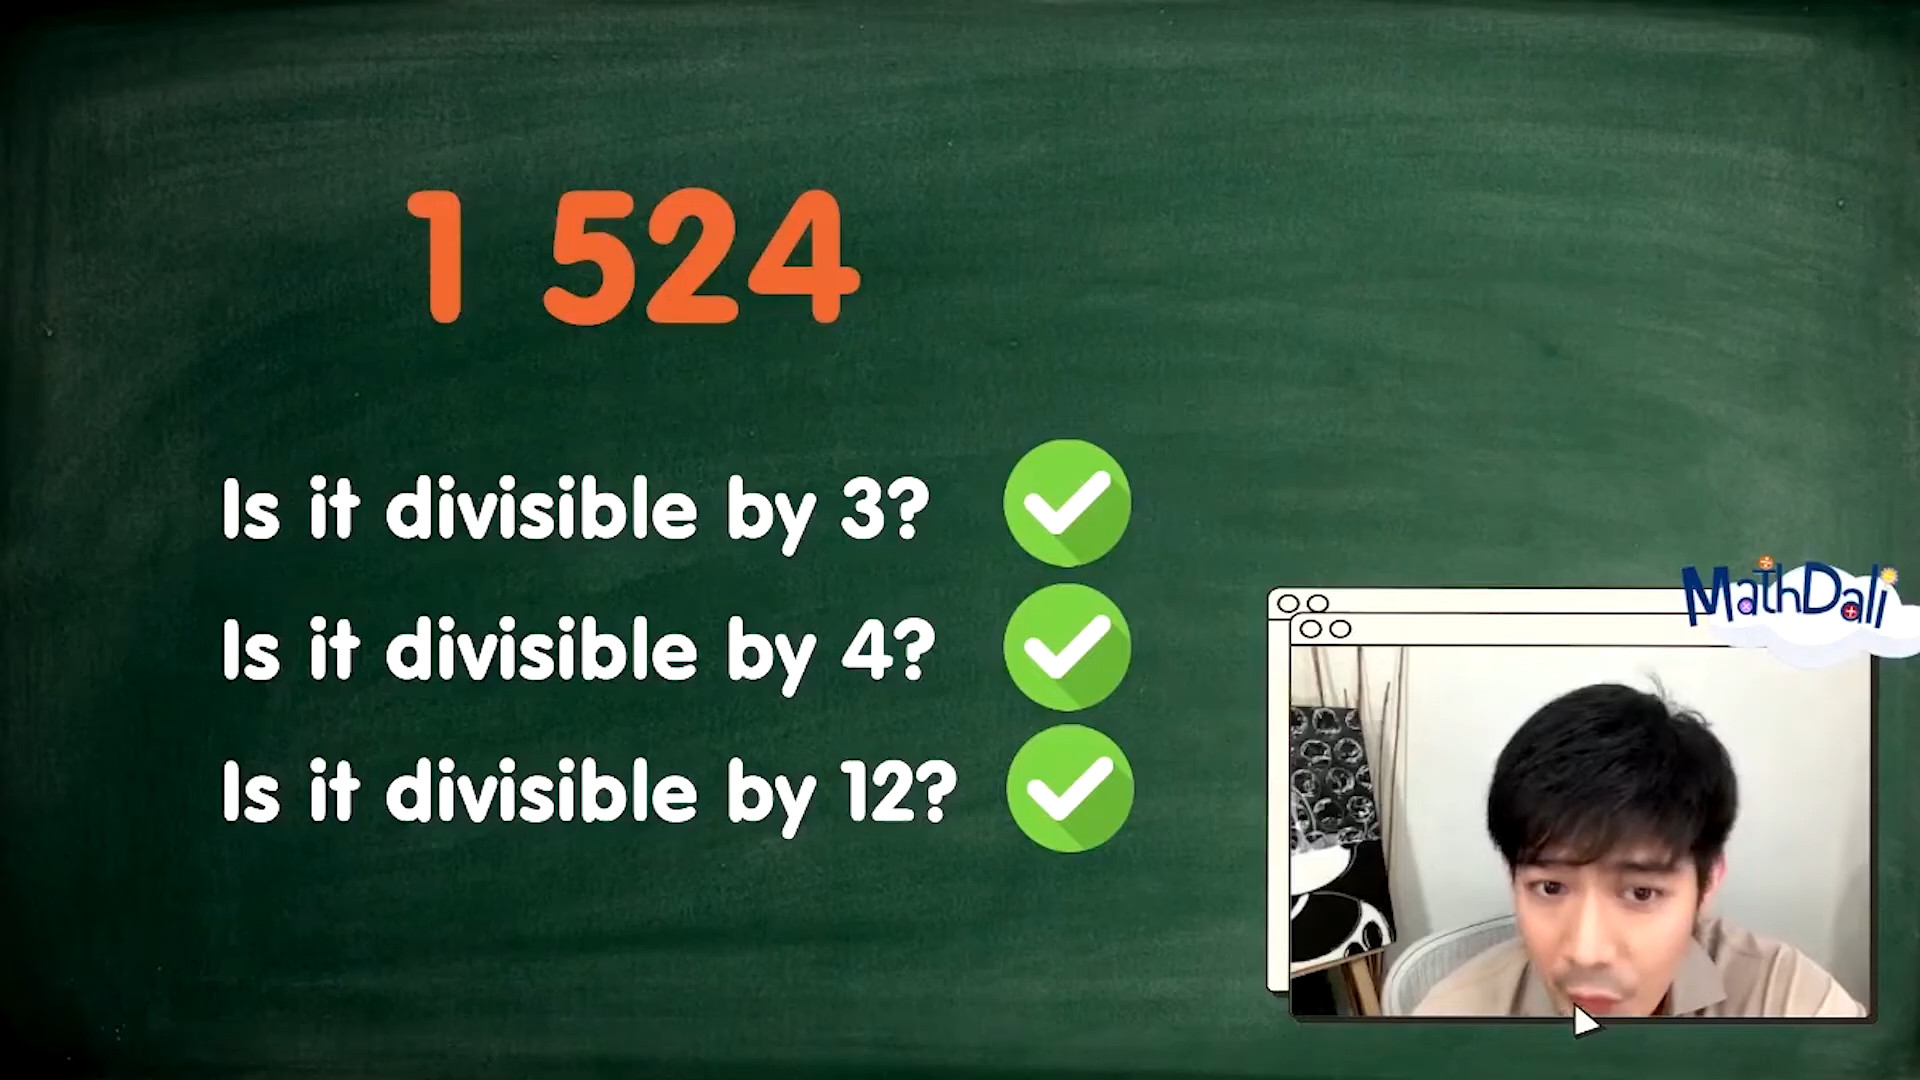 1 524
Is it divisible by 3?
Is it divisible by 4?
Is it divisible by 12?
MathDali